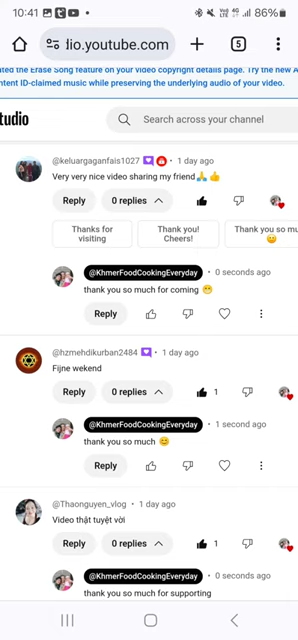 10:41
86%
dio.youtube.com
5
ated the Erase Song feature on your video copyright details page. Try the new A
ntent ID-claimed music while preserving the underlying audio of your video.
tudio
Search across your channel
@keluargaganfais1027 • 1 day ago
Very very nice video sharing my friend🙏👍
Reply 0 replies
Thanks for visiting
Thank you! Cheers!
Thank you so mu 😀
@KhmerFoodCookingEveryday • 0 seconds ago
thank you so much for coming 😁
Reply
@hzmehdikurban2484 • 1 day ago
Fijne wekend
Reply 0 replies 1
@KhmerFoodCookingEveryday • 1 second ago
thank you so much 😊
Reply
@Thaonguyen_vlog • 1 day ago
Video thật tuyệt vời
Reply 0 replies 1
@KhmerFoodCookingEveryday • 0 seconds ago
thank you so much for supporting